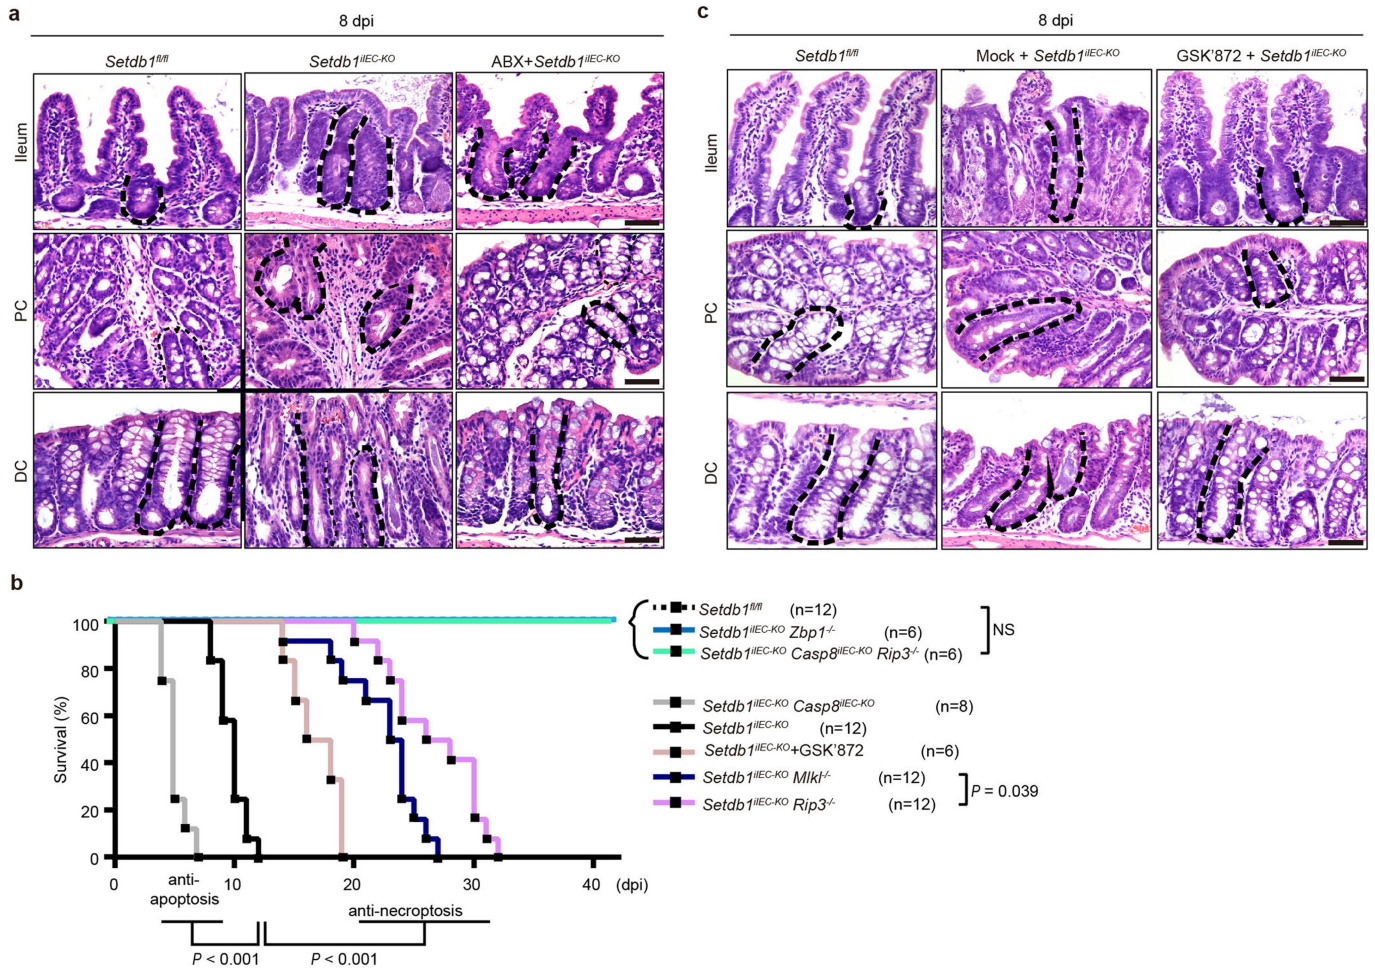 a
8 dpi
Setdb1fl/fl
Setdb1iIEC-KO
ABX+Setdb1iIEC-KO
Ileum
PC
DC
c
8 dpi
Setdb1fl/fl
Mock + Setdb1iIEC-KO
GSK'872 + Setdb1iIEC-KO
Ileum
PC
DC
b
Survival (%)
100
80
60
40
20
0
0
10
20
30
40
(dpi)
anti-
apoptosis
anti-necroptosis
P < 0.001
P < 0.001
Setdb1fl/fl (n=12)
Setdb1iIEC-KO Zbp1-/- (n=6)
Setdb1iIEC-KO Casp8iIEC-KO Rip3-/- (n=6)
NS
Setdb1iIEC-KO Casp8iIEC-KO (n=8)
Setdb1iIEC-KO (n=12)
Setdb1iIEC-KO+GSK'872 (n=6)
Setdb1iIEC-KO Mlkl-/- (n=12)
Setdb1iIEC-KO Rip3-/- (n=12)
P = 0.039